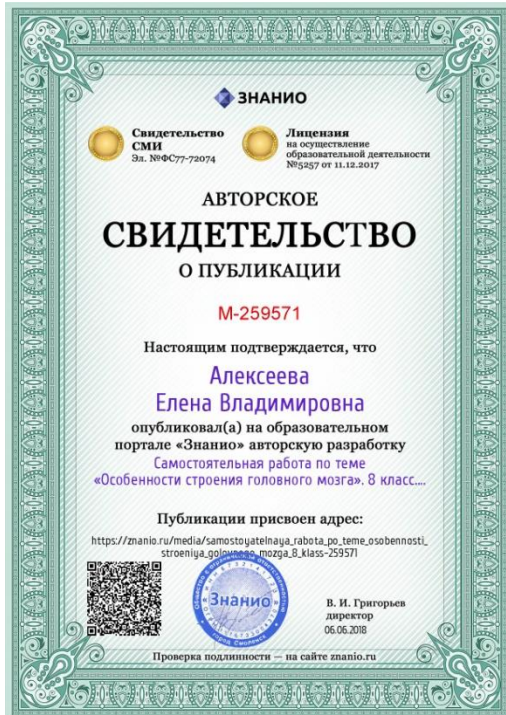 ЗНАНИО
Свидетельство
СМИ
Эл. №ФС77-72074
Лицензия
на осуществление
образовательной деятельности
№5257 от 11.12.2017
АВТОРСКОЕ
СВИДЕТЕЛЬСТВО
О ПУБЛИКАЦИИ
М-259571
Настоящим подтверждается, что
Алексеева
Елена Владимировна
опубликовал(а) на образовательном
портале «Знанио» авторскую разработку
Самостоятельная работа по теме
«Особенности строения головного мозга». 8 класс....
Публикации присвоен адрес:
https://znanio.ru/media/samostoyatelnaya_rabota_po_teme_osobennosti_
stroeniya_golovnogo_mozga_8_klass-259571
Знанио
город Смоленск
В. И. Григорьев
директор
06.06.2018
Проверка подлинности — на сайте znanio.ru